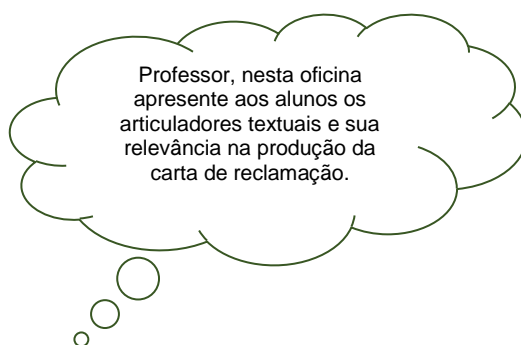 Professor, nesta oficina
apresente aos alunos os
articuladores textuais e sua
relevância na produção da
carta de reclamação.